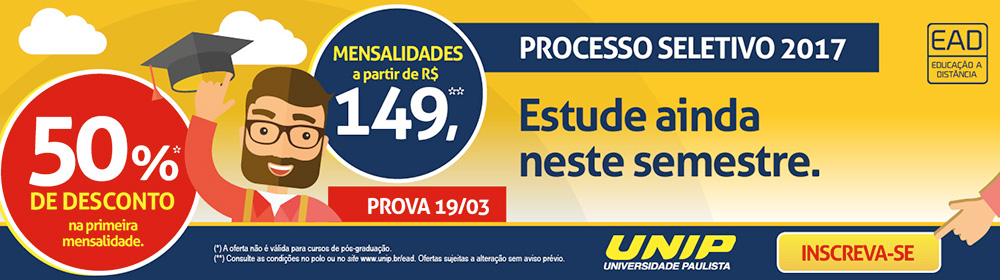 50%*
DE DESCONTO
na primeira
mensalidade.
MENSALIDADES
a partir de R$
149,**
PROVA 19/03
PROCESSO SELETIVO 2017
Estude ainda
neste semestre.
EAD
EDUCAÇÃO A
DISTÂNCIA
(*) A oferta não é válida para cursos de pós-graduação.
(**) Consulte as condições no polo ou no site www.unip.br/ead. Ofertas sujeitas a alteração sem aviso prévio.
UNIP
UNIVERSIDADE PAULISTA
INSCREVA-SE